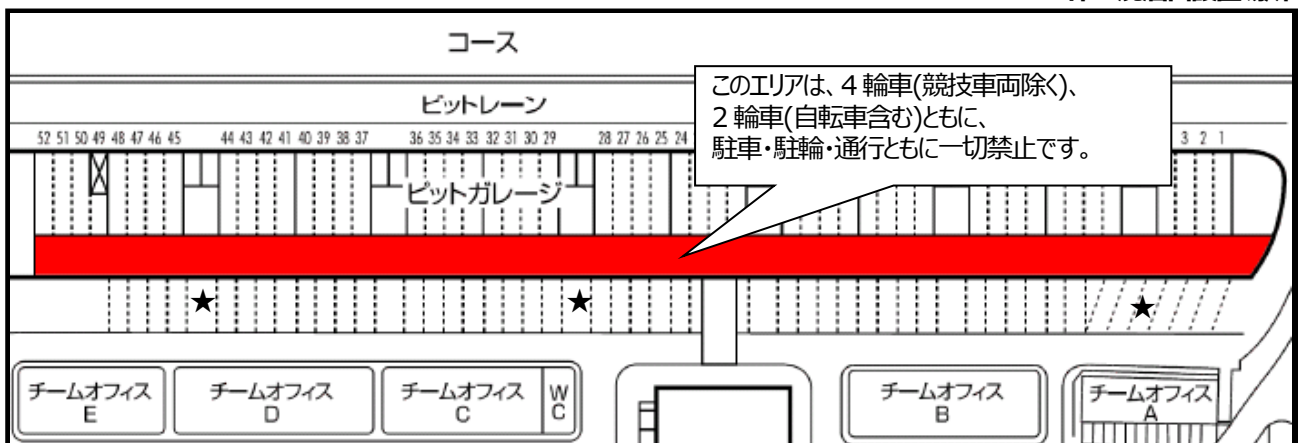 コース
このエリアは、4輪車(競技車両除く)、
2輪車(自転車含む)ともに、
駐車・駐輪・通行ともに一切禁止です。
ピットレーン
52 51 50 49 48 47 46 45 44 43 42 41 40 39 38 37 36 35 34 33 32 31 30 29 28 27 26 25 24 3 2 1
ピットガレージ
★ ★ ★
チームオフィス
E
チームオフィス
D
チームオフィス
C
W
C
チームオフィス
B
チームオフィス
A